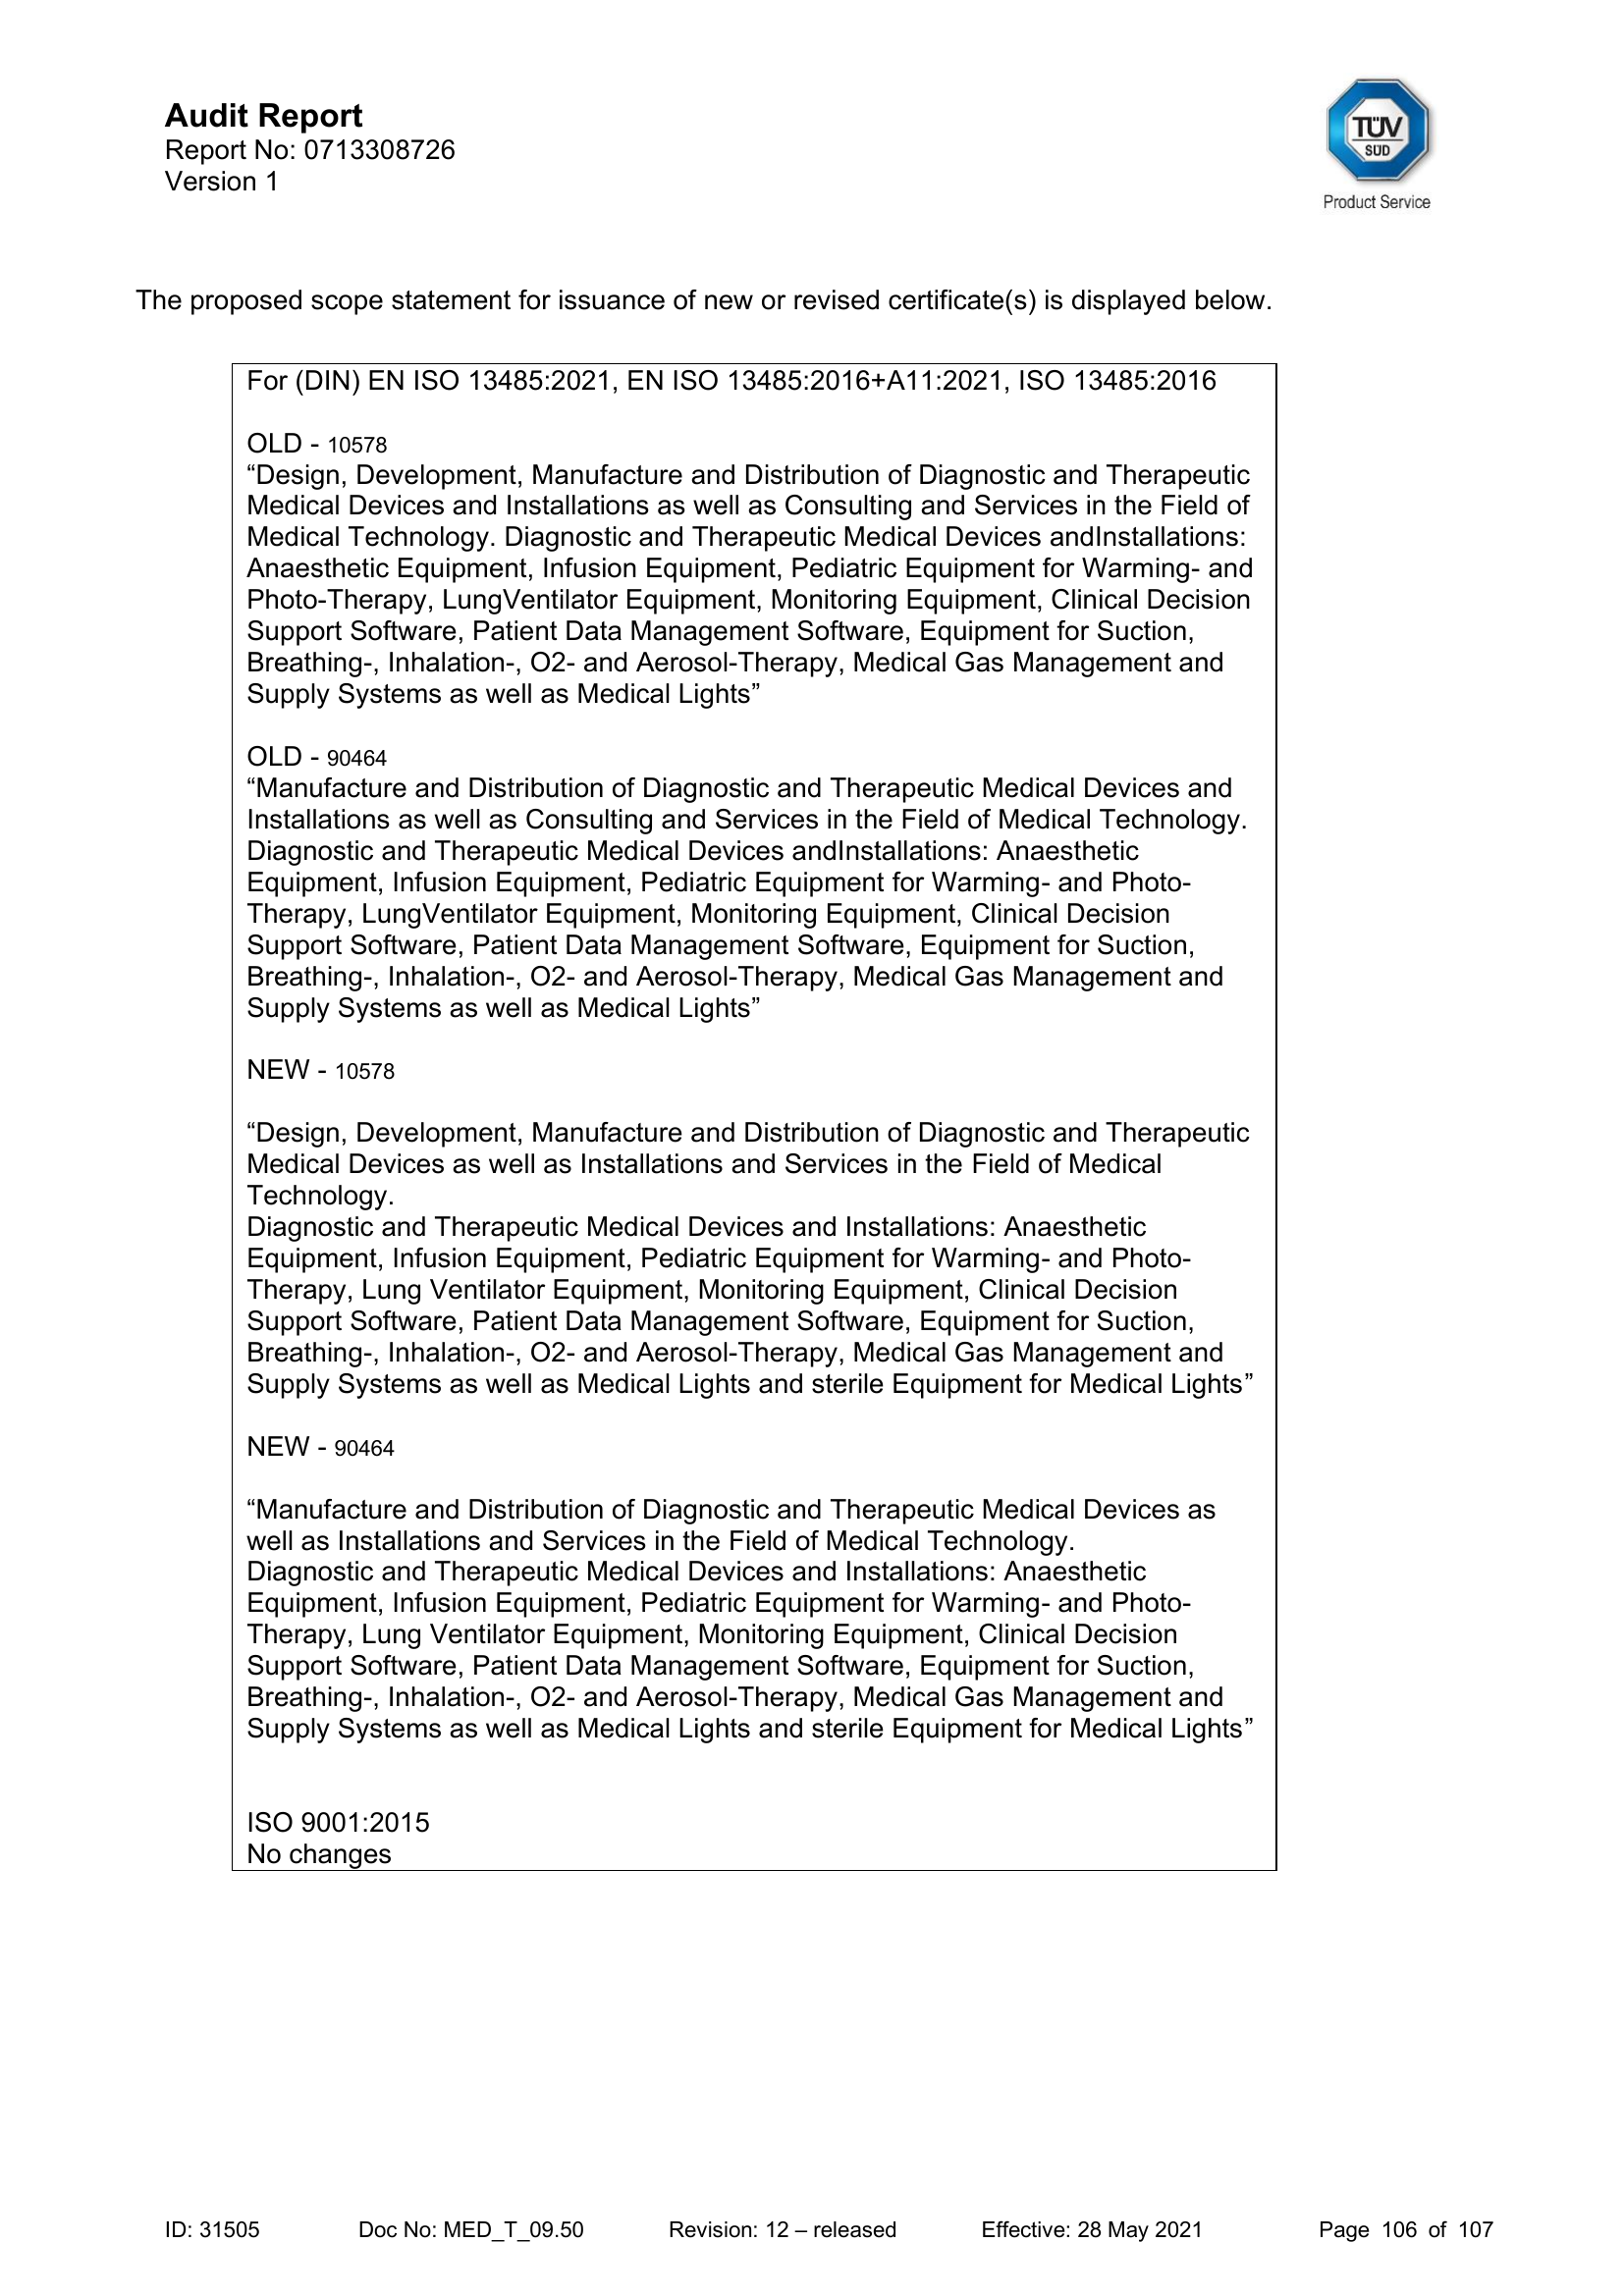 Audit Report
Report No: 0713308726
Version 1
TÜV
SÜD
Product Service
The proposed scope statement for issuance of new or revised certificate(s) is displayed below.
For (DIN) EN ISO 13485:2021, EN ISO 13485:2016+A11:2021, ISO 13485:2016
OLD - 10578
“Design, Development, Manufacture and Distribution of Diagnostic and Therapeutic
Medical Devices and Installations as well as Consulting and Services in the Field of
Medical Technology. Diagnostic and Therapeutic Medical Devices andInstallations:
Anaesthetic Equipment, Infusion Equipment, Pediatric Equipment for Warming- and
Photo-Therapy, LungVentilator Equipment, Monitoring Equipment, Clinical Decision
Support Software, Patient Data Management Software, Equipment for Suction,
Breathing-, Inhalation-, O2- and Aerosol-Therapy, Medical Gas Management and
Supply Systems as well as Medical Lights”
OLD - 90464
“Manufacture and Distribution of Diagnostic and Therapeutic Medical Devices and
Installations as well as Consulting and Services in the Field of Medical Technology.
Diagnostic and Therapeutic Medical Devices andInstallations: Anaesthetic
Equipment, Infusion Equipment, Pediatric Equipment for Warming- and Photo-
Therapy, LungVentilator Equipment, Monitoring Equipment, Clinical Decision
Support Software, Patient Data Management Software, Equipment for Suction,
Breathing-, Inhalation-, O2- and Aerosol-Therapy, Medical Gas Management and
Supply Systems as well as Medical Lights”
NEW - 10578
“Design, Development, Manufacture and Distribution of Diagnostic and Therapeutic
Medical Devices as well as Installations and Services in the Field of Medical
Technology.
Diagnostic and Therapeutic Medical Devices and Installations: Anaesthetic
Equipment, Infusion Equipment, Pediatric Equipment for Warming- and Photo-
Therapy, Lung Ventilator Equipment, Monitoring Equipment, Clinical Decision
Support Software, Patient Data Management Software, Equipment for Suction,
Breathing-, Inhalation-, O2- and Aerosol-Therapy, Medical Gas Management and
Supply Systems as well as Medical Lights and sterile Equipment for Medical Lights”
NEW - 90464
“Manufacture and Distribution of Diagnostic and Therapeutic Medical Devices as
well as Installations and Services in the Field of Medical Technology.
Diagnostic and Therapeutic Medical Devices and Installations: Anaesthetic
Equipment, Infusion Equipment, Pediatric Equipment for Warming- and Photo-
Therapy, Lung Ventilator Equipment, Monitoring Equipment, Clinical Decision
Support Software, Patient Data Management Software, Equipment for Suction,
Breathing-, Inhalation-, O2- and Aerosol-Therapy, Medical Gas Management and
Supply Systems as well as Medical Lights and sterile Equipment for Medical Lights”
ISO 9001:2015
No changes
ID: 31505 Doc No: MED_T_09.50 Revision: 12 – released Effective: 28 May 2021 Page 106 of 107